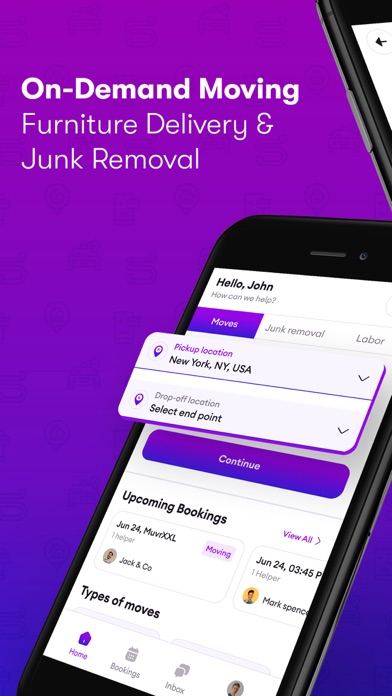 On-Demand Moving
Furniture Delivery &
Junk Removal
Hello, John
How can we help?
Moves
Junk removal
Labor
Pickup location
New York, NY, USA
Drop-off location
Select end point
Continue
Upcoming Bookings
View All
Jun 24, MuvrXXL
1 helper
Moving
Jack & Co
Jun 24, 03:45 P
1 Helper
Mark spenc
Types of moves
Home
Bookings
Inbox